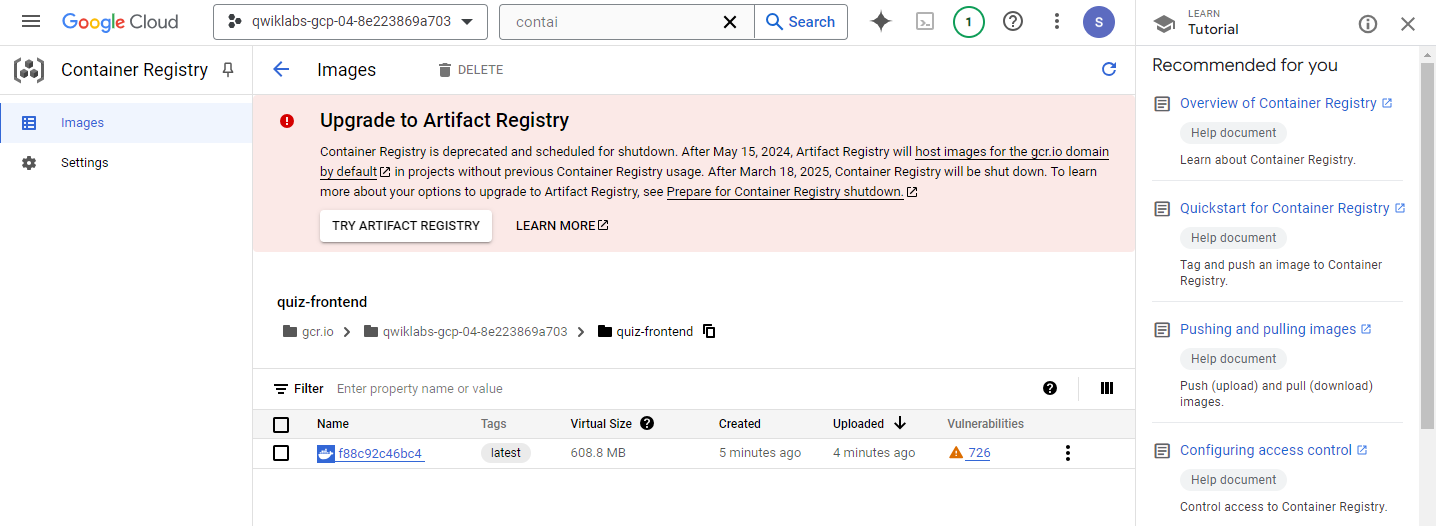 Google Cloud
qwiklabs-gcp-04-8e223869a703
contai
Search
1
S
LEARN
Tutorial
Container Registry
Images
DELETE
Images
Settings
Upgrade to Artifact Registry
Container Registry is deprecated and scheduled for shutdown. After May 15, 2024, Artifact Registry will host images for the gcr.io domain
by default in projects without previous Container Registry usage. After March 18, 2025, Container Registry will be shut down. To learn
more about your options to upgrade to Artifact Registry, see Prepare for Container Registry shutdown.
TRY ARTIFACT REGISTRY LEARN MORE
quiz-frontend
gcr.io qwiklabs-gcp-04-8e223869a703 quiz-frontend
Filter Enter property name or value
Name Tags Virtual Size Created Uploaded Vulnerabilities
f88c92c46bc4 latest 608.8 MB 5 minutes ago 4 minutes ago 726
Recommended for you
Overview of Container Registry
Help document
Learn about Container Registry.
Quickstart for Container Registry
Help document
Tag and push an image to Container
Registry.
Pushing and pulling images
Help document
Push (upload) and pull (download)
images.
Configuring access control
Help document
Control access to Container Registry.